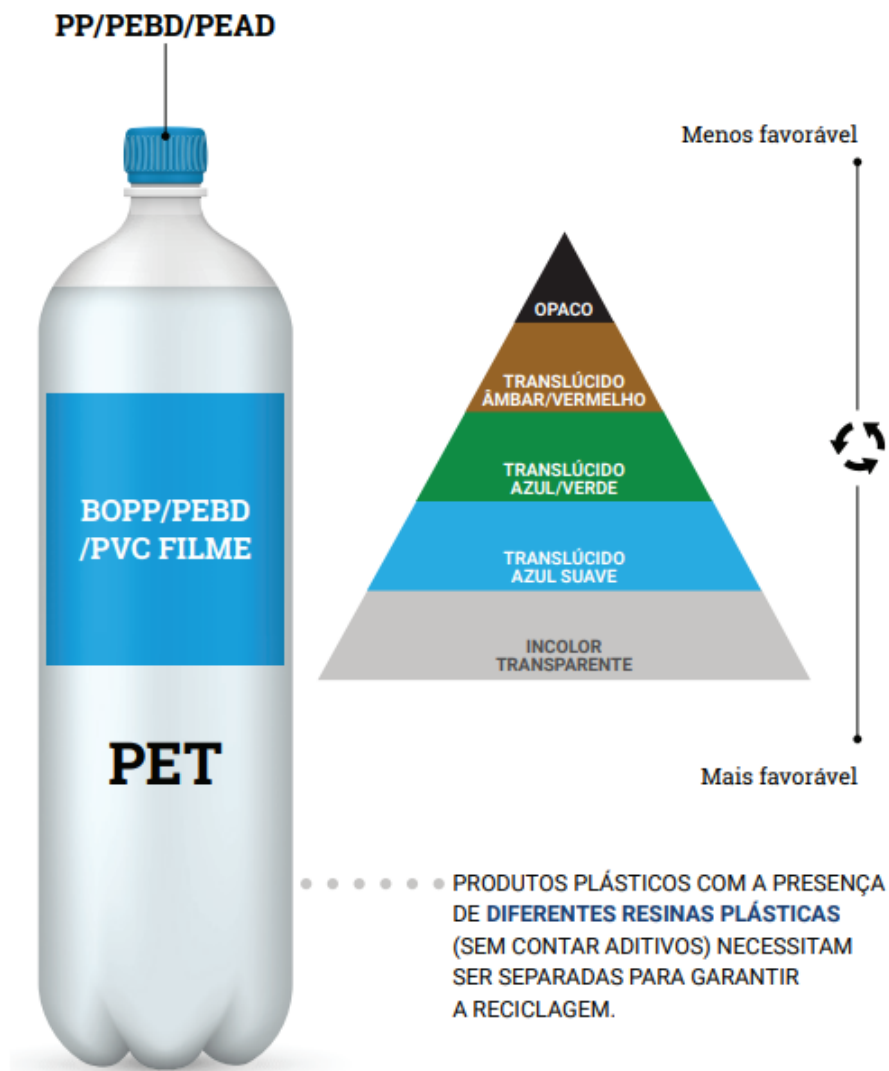 PP/PEBD/PEAD
Menos favorável
OPACO
TRANSLÚCIDO
ÂMBAR/VERMELHO
TRANSLÚCIDO
AZUL/VERDE
BOPP/PEBD
/PVC FILME
TRANSLÚCIDO
AZUL SUAVE
INCOLOR
TRANSPARENTE
PET
Mais favorável
PRODUTOS PLÁSTICOS COM A PRESENÇA
DE DIFERENTES RESINAS PLÁSTICAS
(SEM CONTAR ADITIVOS) NECESSITAM
SER SEPARADAS PARA GARANTIR
A RECICLAGEM.